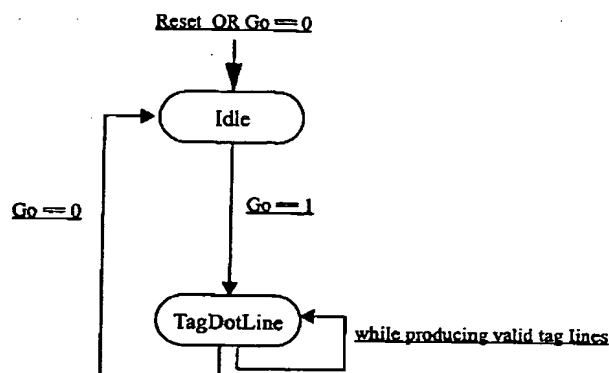 Reset OR Go == 0
Idle
Go == 0
Go == 1
TagDotLine
while producing valid tag lines